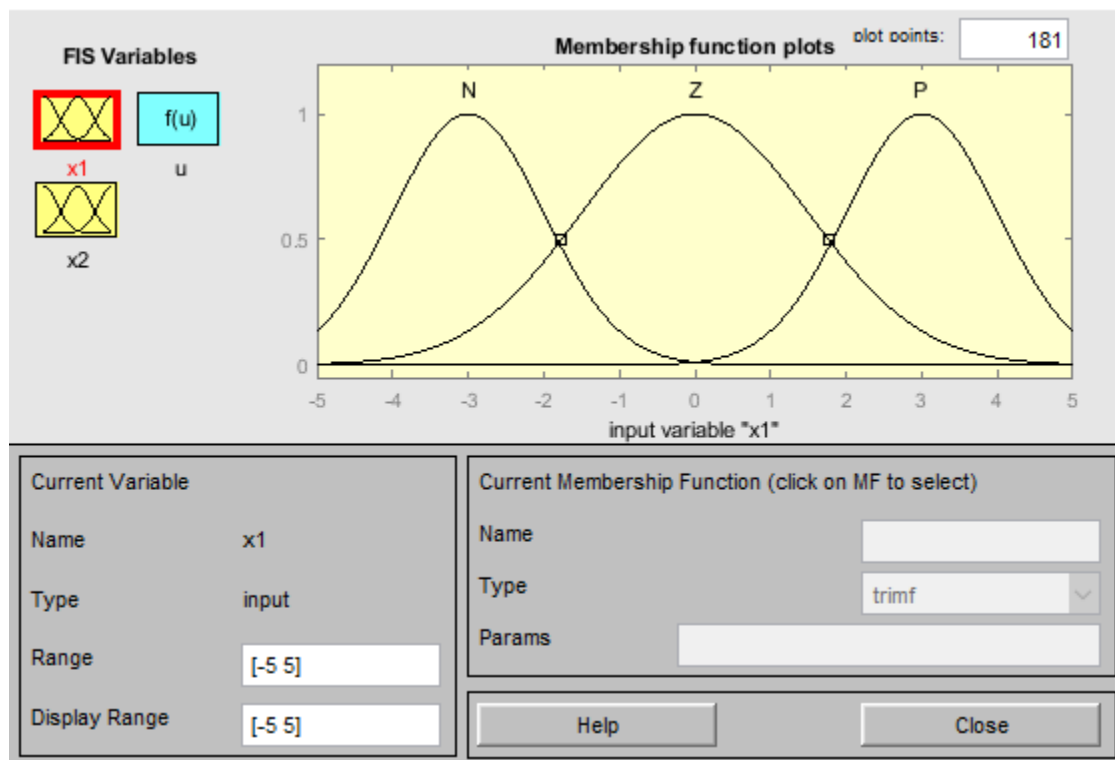 FIS Variables
f(u)
x1
u
x2
Membership function plots
plot points:
181
N
Z
P
1
0.5
0
-5
-4
-3
-2
-1
0
1
2
3
4
5
input variable "x1"
Current Variable
Name
x1
Type
input
Range
[-5 5]
Display Range
[-5 5]
Current Membership Function (click on MF to select)
Name
Type
trimf
Params
Help
Close